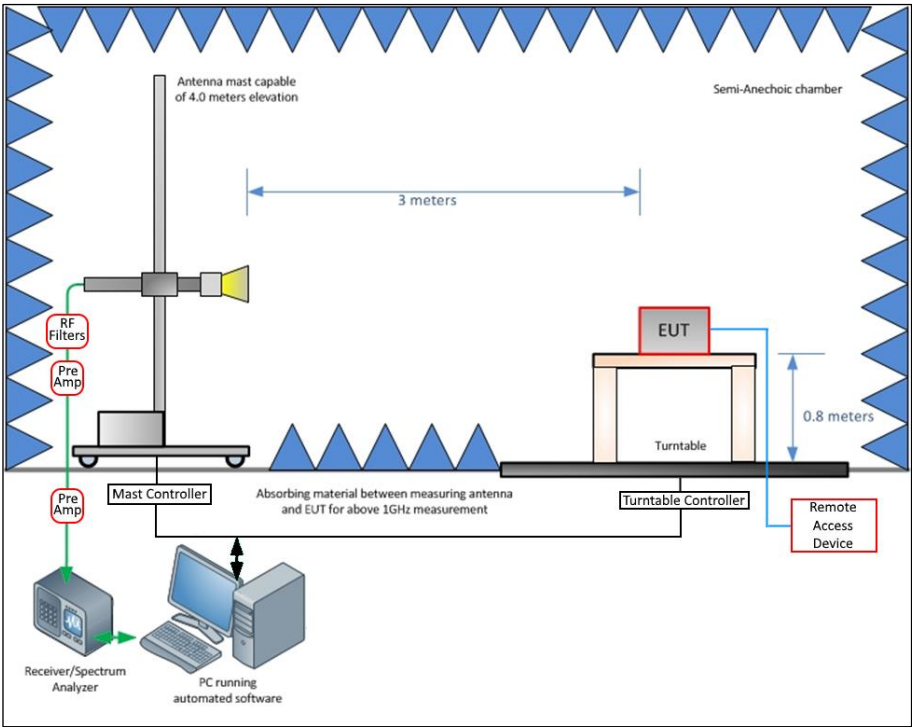 Antenna mast capable
of 4.0 meters elevation
Semi-Anechoic chamber
3 meters
RF
Filters
Pre
Amp
EUT
0.8 meters
Turntable
Mast Controller
Absorbing material between measuring antenna
and EUT for above 1GHz measurement
Turntable Controller
Pre
Amp
Remote
Access
Device
Receiver/Spectrum
Analyzer
PC running
automated software